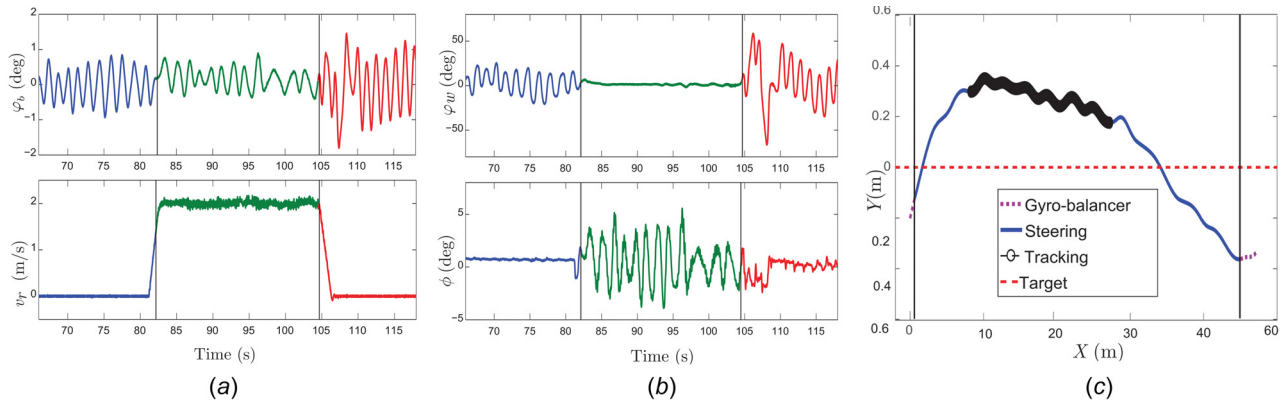 φ_b (deg)
2
1
0
−1
−2
70 75 80 85 90 95 100 105 110 115
v_r (m/s)
2
1
0
70 75 80 85 90 95 100 105 110 115
Time (s)
(a)
φ_w (deg)
50
0
−50
70 75 80 85 90 95 100 105 110 115
ϕ (deg)
5
0
−5
65 70 75 80 85 90 95 100 105 110 115
Time (s)
(b)
Y(m)
0.6
0.4
0.2
0
0.2
0.4
0.6
Gyro-balancer
Steering
Tracking
Target
0 10 20 30 40 50 60
X (m)
(c)